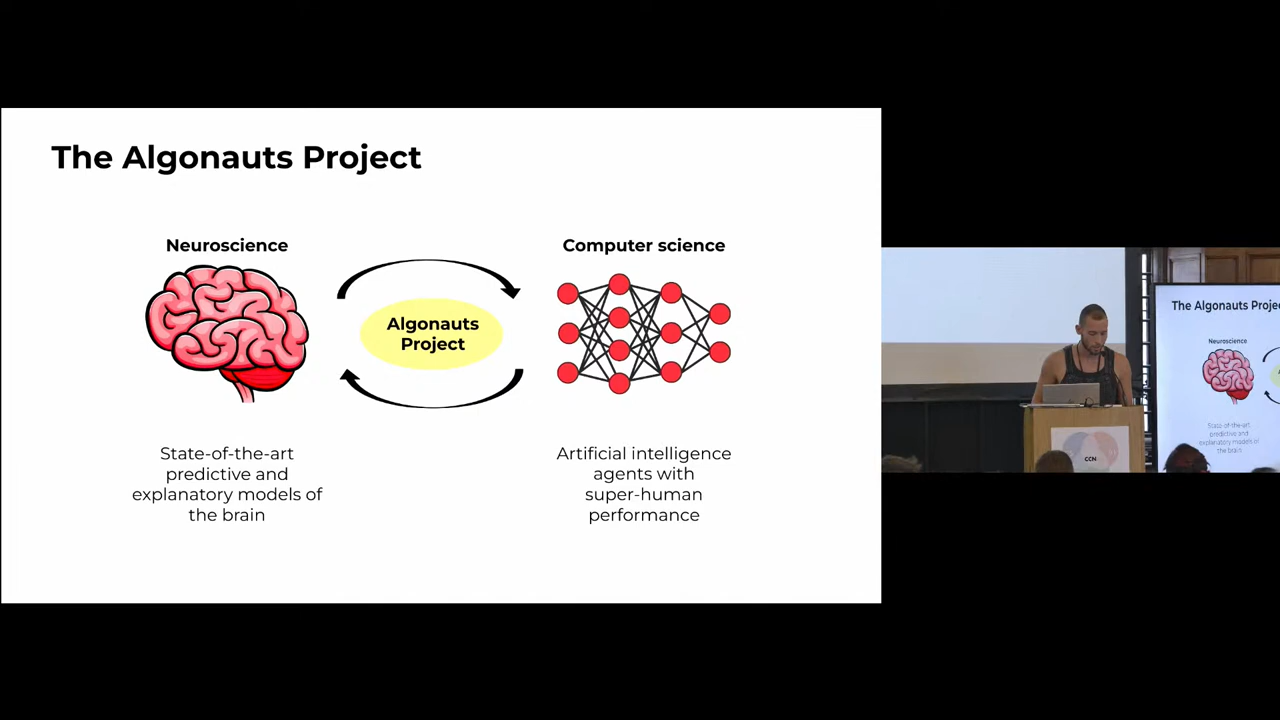 The Algonauts Project
Neuroscience
Computer science
Algonauts
Project
State-of-the-art
predictive and
explanatory models of
the brain
Artificial intelligence
agents with
super-human
performance
CCN
The Algonauts Projec
Neuroscience
State-of-the-art
predictive and
explanatory models of
the brain